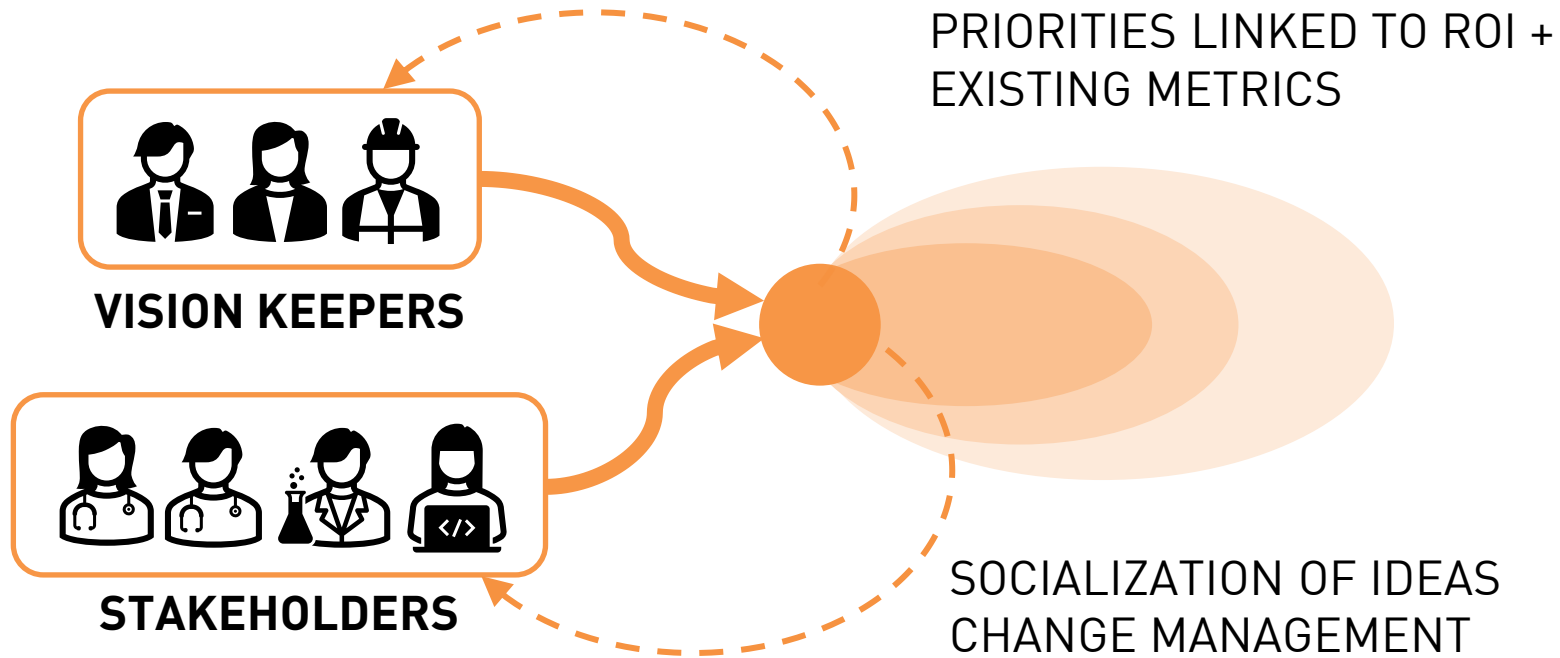 PRIORITIES LINKED TO ROI +
EXISTING METRICS
VISION KEEPERS
</>
STAKEHOLDERS
SOCIALIZATION OF IDEAS
CHANGE MANAGEMENT